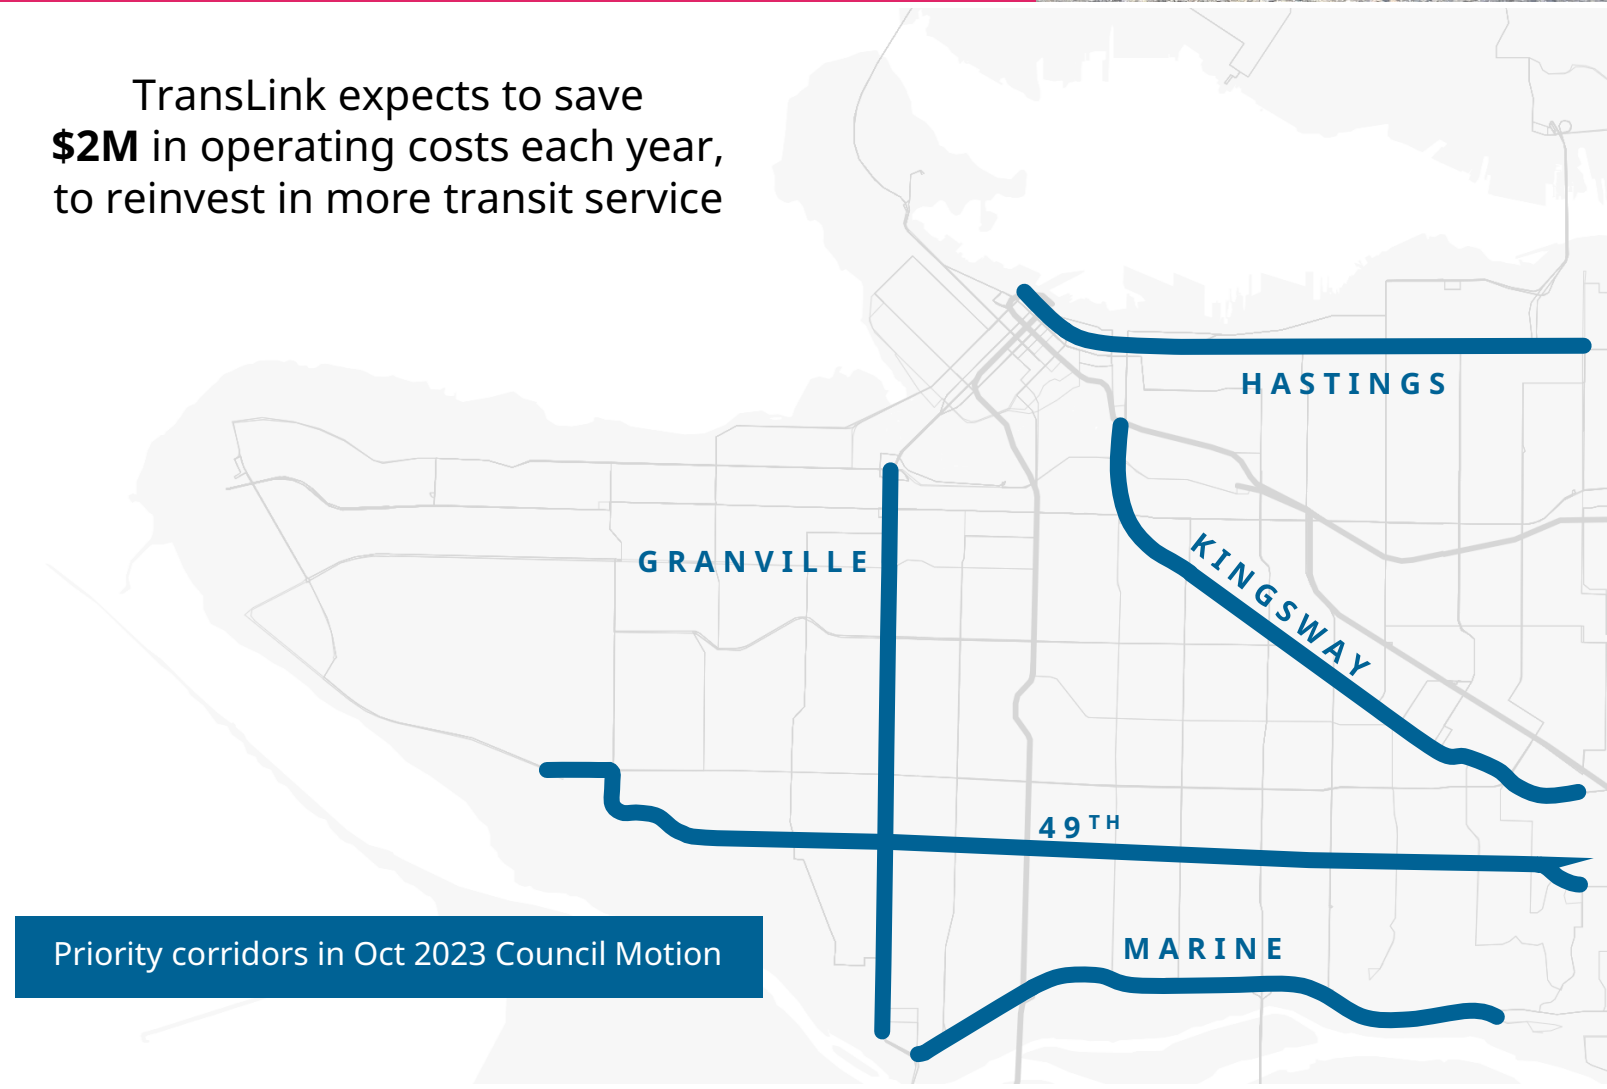 TransLink expects to save
$2M in operating costs each year,
to reinvest in more transit service
HASTINGS
GRANVILLE
KINGSWAY
49TH
MARINE
Priority corridors in Oct 2023 Council Motion